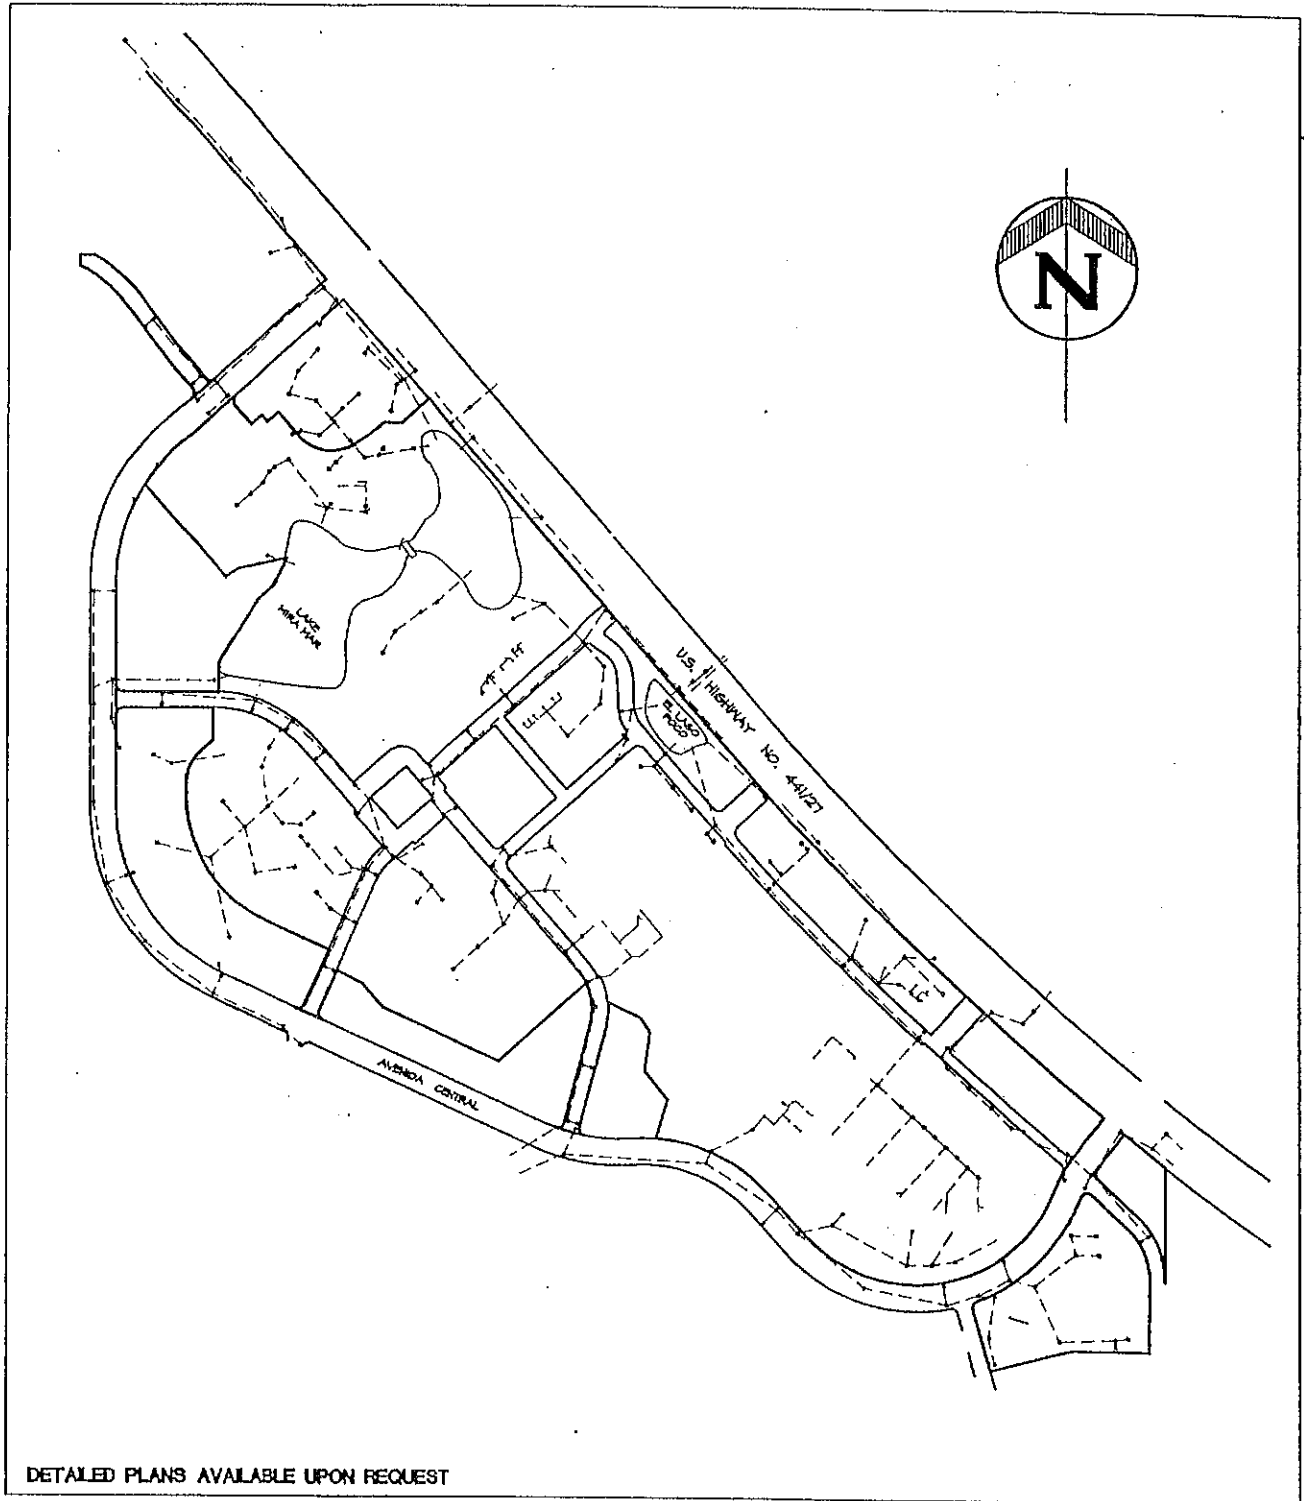 N
LAKE
MIRA MAR
U.S. HIGHWAY NO. 441/27
EL LAGO
POCO
AVENIDA CENTRAL
DETAILED PLANS AVAILABLE UPON REQUEST